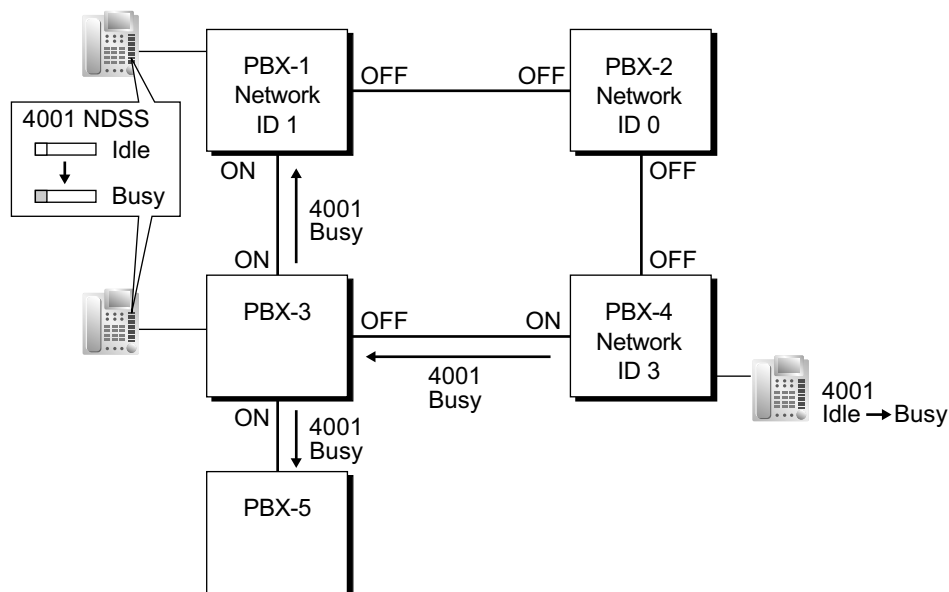 PBX-1
Network
ID 1
OFF
OFF
PBX-2
Network
ID 0
4001 NDSS
Idle
Busy
ON
OFF
4001
Busy
ON
OFF
PBX-3
OFF
ON
PBX-4
Network
ID 3
4001
Busy
4001
Idle
Busy
ON
4001
Busy
PBX-5